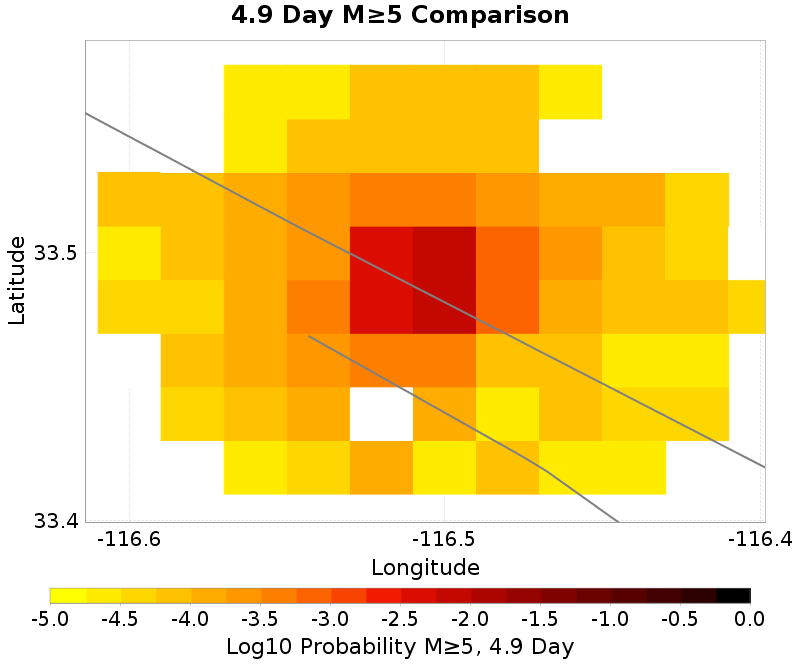 4.9 Day M≥5 Comparison
Latitude
33.5
33.4
-116.6 -116.5 -116.4
Longitude
-5.0 -4.5 -4.0 -3.5 -3.0 -2.5 -2.0 -1.5 -1.0 -0.5 0.0
Log10 Probability M≥5, 4.9 Day